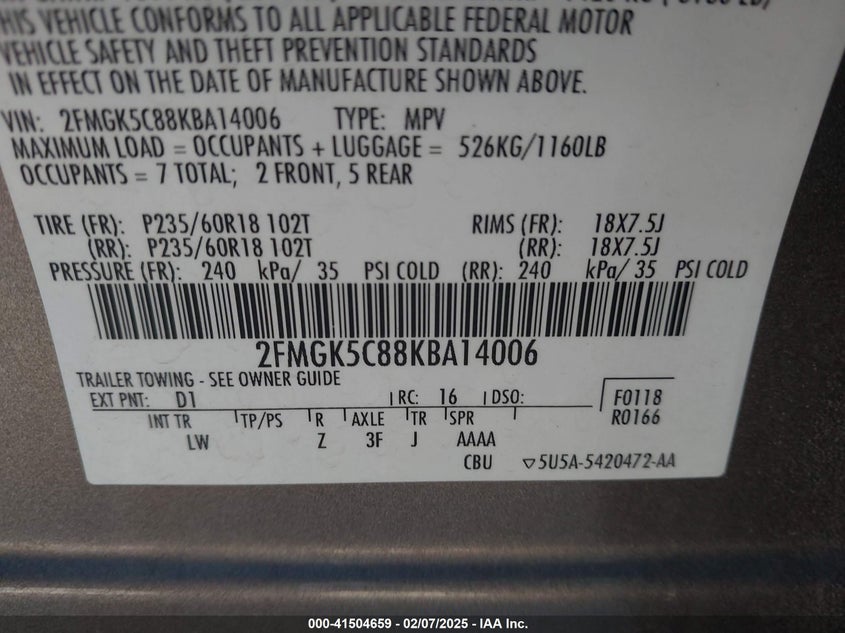 THIS VEHICLE CONFORMS TO ALL APPLICABLE FEDERAL MOTOR
VEHICLE SAFETY AND THEFT PREVENTION STANDARDS
IN EFFECT ON THE DATE OF MANUFACTURE SHOWN ABOVE.
VIN: 2FMGK5C88KBA14006 TYPE: MPV
MAXIMUM LOAD = OCCUPANTS + LUGGAGE = 526KG/1160LB
OCCUPANTS = 7 TOTAL; 2 FRONT, 5 REAR
TIRE (FR): P235/60R18 102T RIMS (FR): 18X7.5J
(RR): P235/60R18 102T (RR): 18X7.5J
PRESSURE (FR): 240 kPa/ 35 PSI COLD (RR): 240 kPa/ 35 PSI COLD
2FMGK5C88KBA14006
TRAILER TOWING - SEE OWNER GUIDE
EXT PNT: D1 RC: 16 DSO: F0118
INT TR TP/PS R AXLE TR SPR R0166
LW Z 3F J AAAA
CBU ▽5U5A-5420472-AA
000-41504659 - 02/07/2025 - IAA Inc.